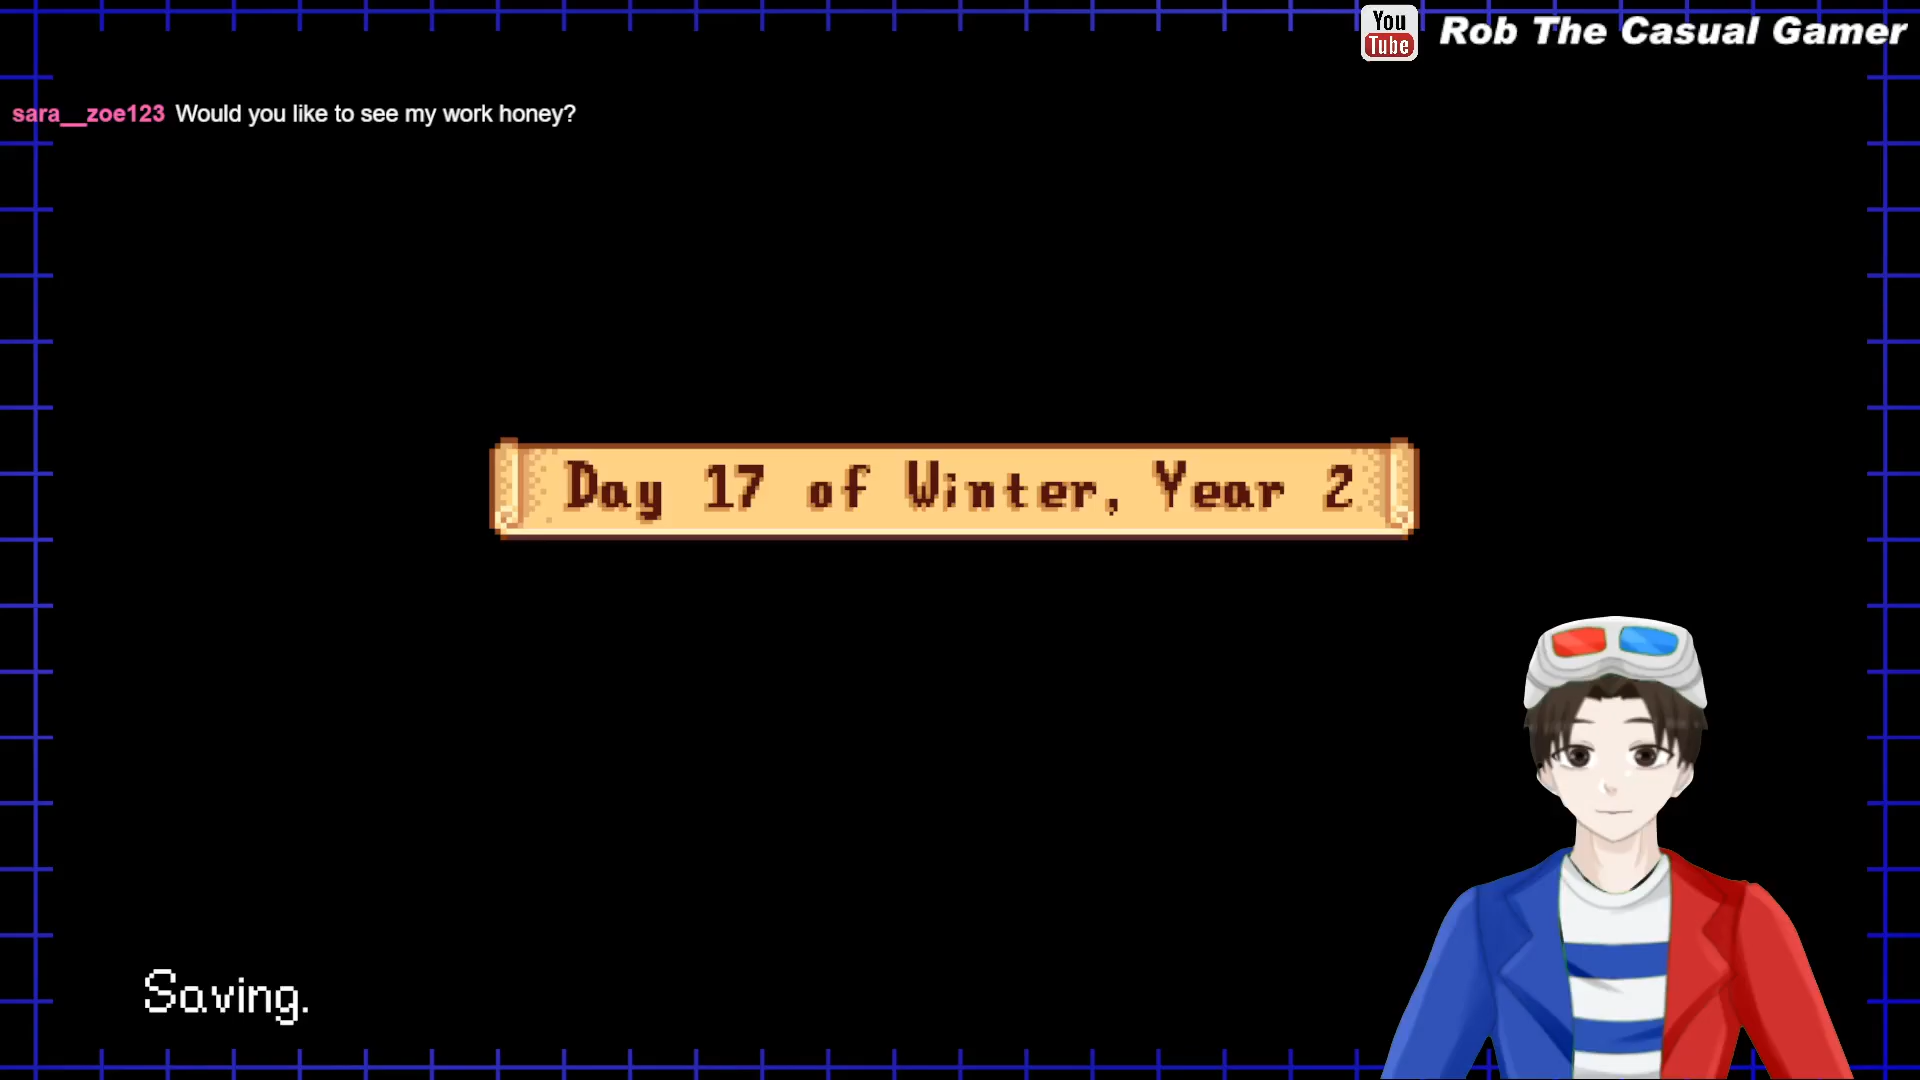 You
Tube
Rob The Casual Gamer
sara__zoe123 Would you like to see my work honey?
Day 17 of Winter, Year 2
Saving.